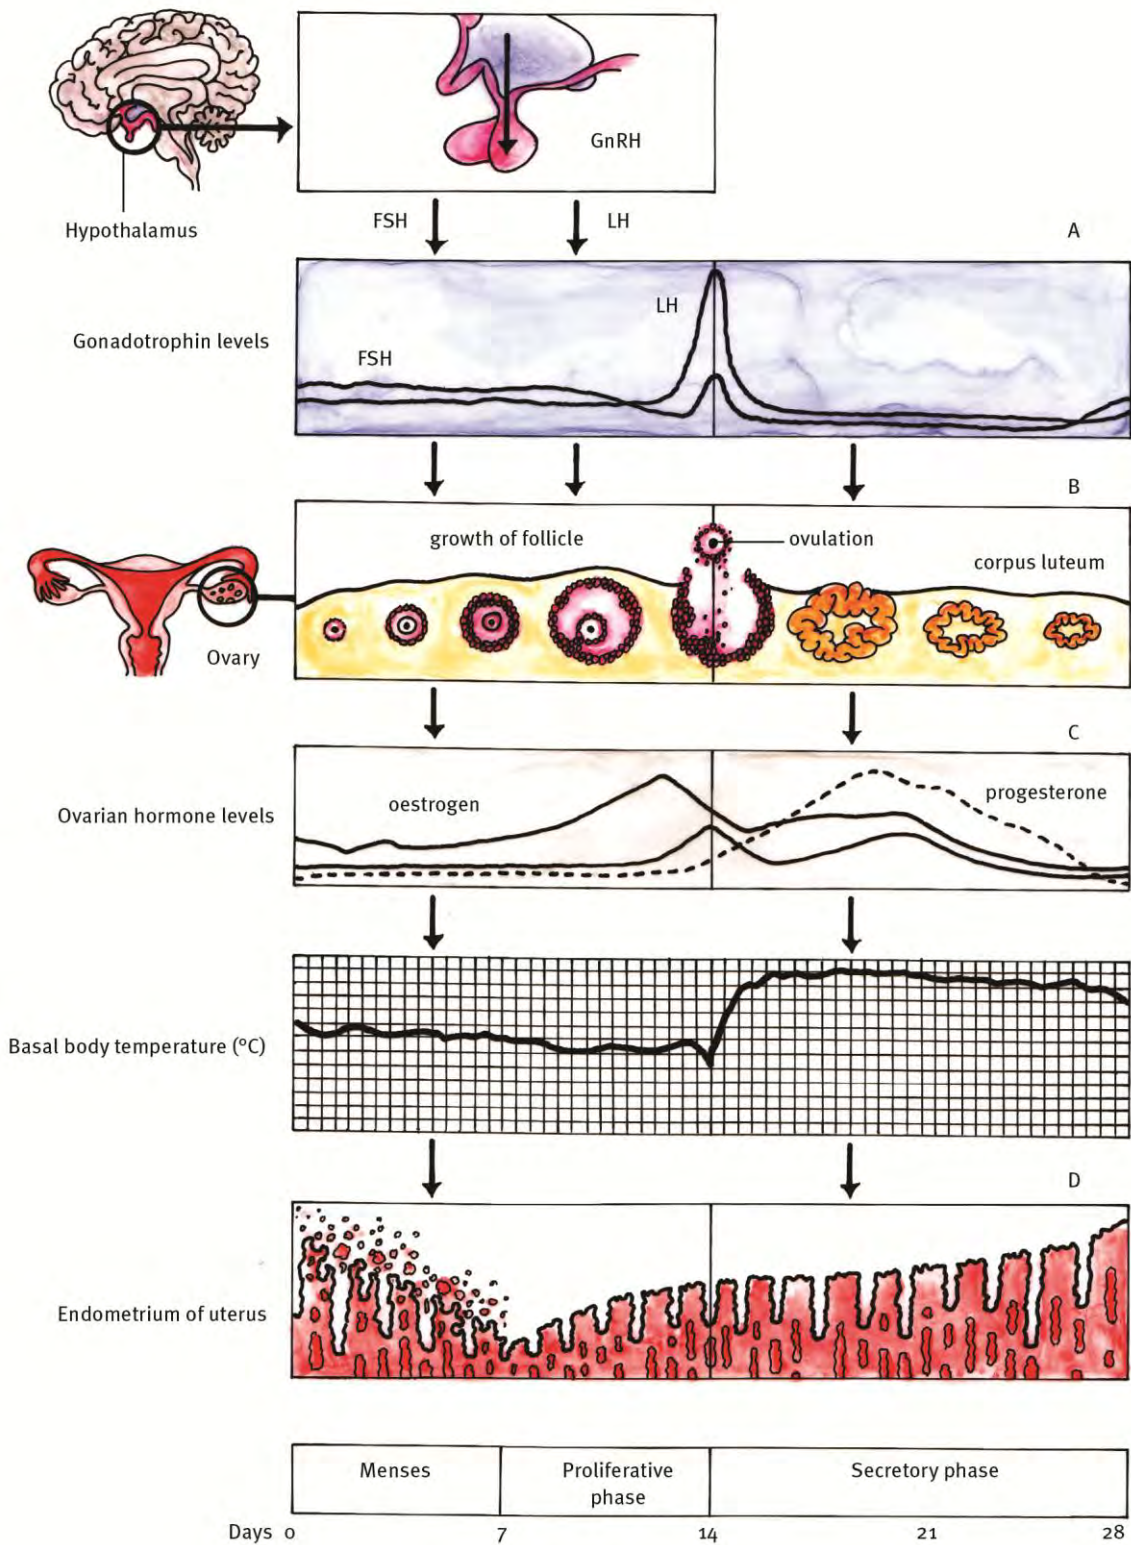 GnRH
Hypothalamus
FSH
LH
A
Gonadotrophin levels
LH
FSH
B
growth of follicle
ovulation
corpus luteum
Ovary
C
Ovarian hormone levels
oestrogen
progesterone
Basal body temperature (°C)
D
Endometrium of uterus
Menses
Proliferative
phase
Secretory phase
Days 0 7 14 21 28